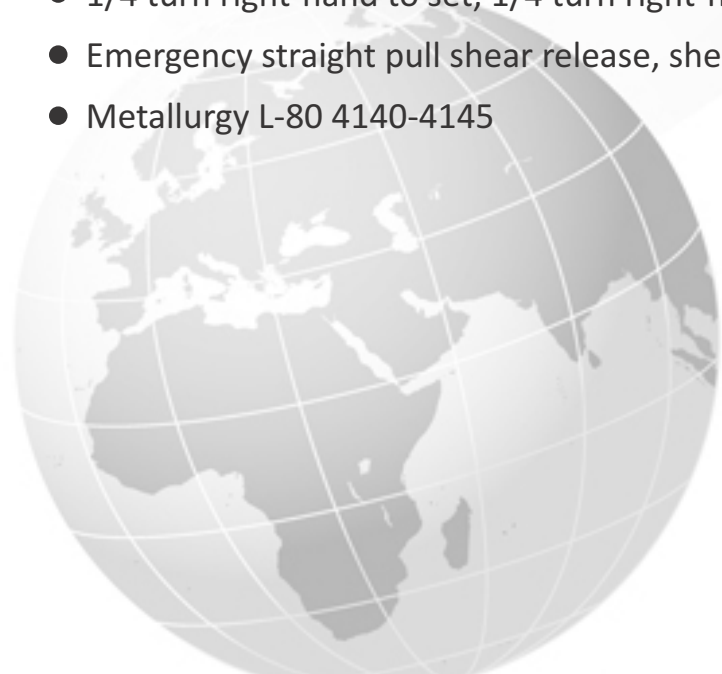 1/4 turn right-hand to set, 1/4 turn right-h
● Emergency straight pull shear release, she
● Metallurgy L-80 4140-4145